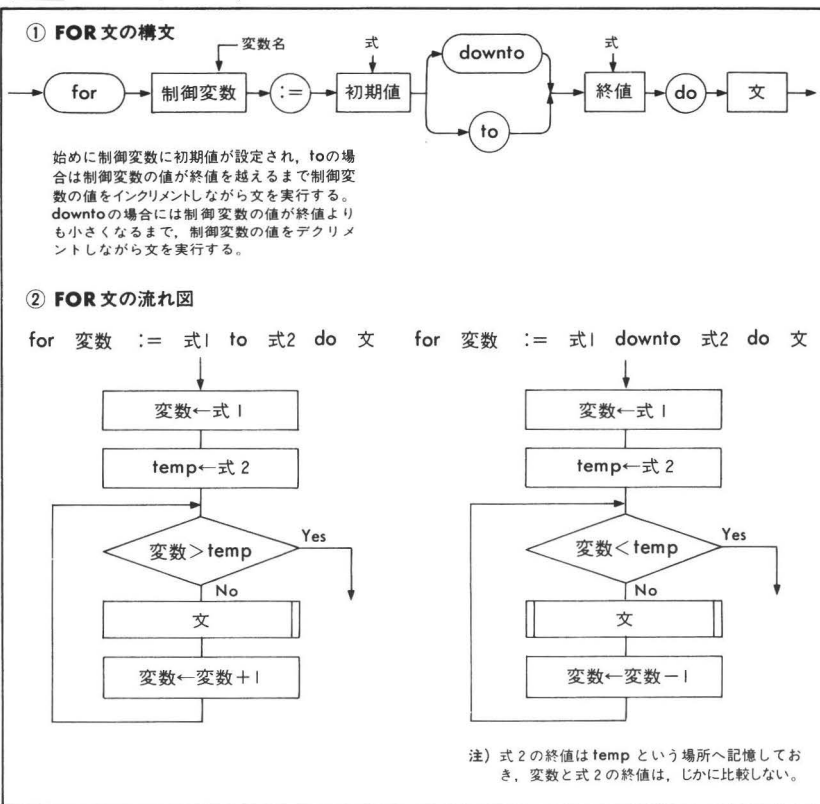 ① FOR 文の構文
変数名
式
式
for
制御変数
:=
初期値
downto
to
終値
do
文
始めに制御変数に初期値が設定され，toの場
合は制御変数の値が終値を越えるまで制御変
数の値をインクリメントしながら文を実行する。
downtoの場合には制御変数の値が終値より
も小さくなるまで，制御変数の値をデクリメ
ントしながら文を実行する。
② FOR 文の流れ図
for 変数 := 式1 to 式2 do 文
変数←式1
temp←式2
変数>temp
Yes
No
文
変数←変数+1
for 変数 := 式1 downto 式2 do 文
変数←式1
temp←式2
変数<temp
Yes
No
文
変数←変数-1
注) 式2の終値はtempという場所へ記憶してお
き，変数と式2の終値は，じかに比較しない。